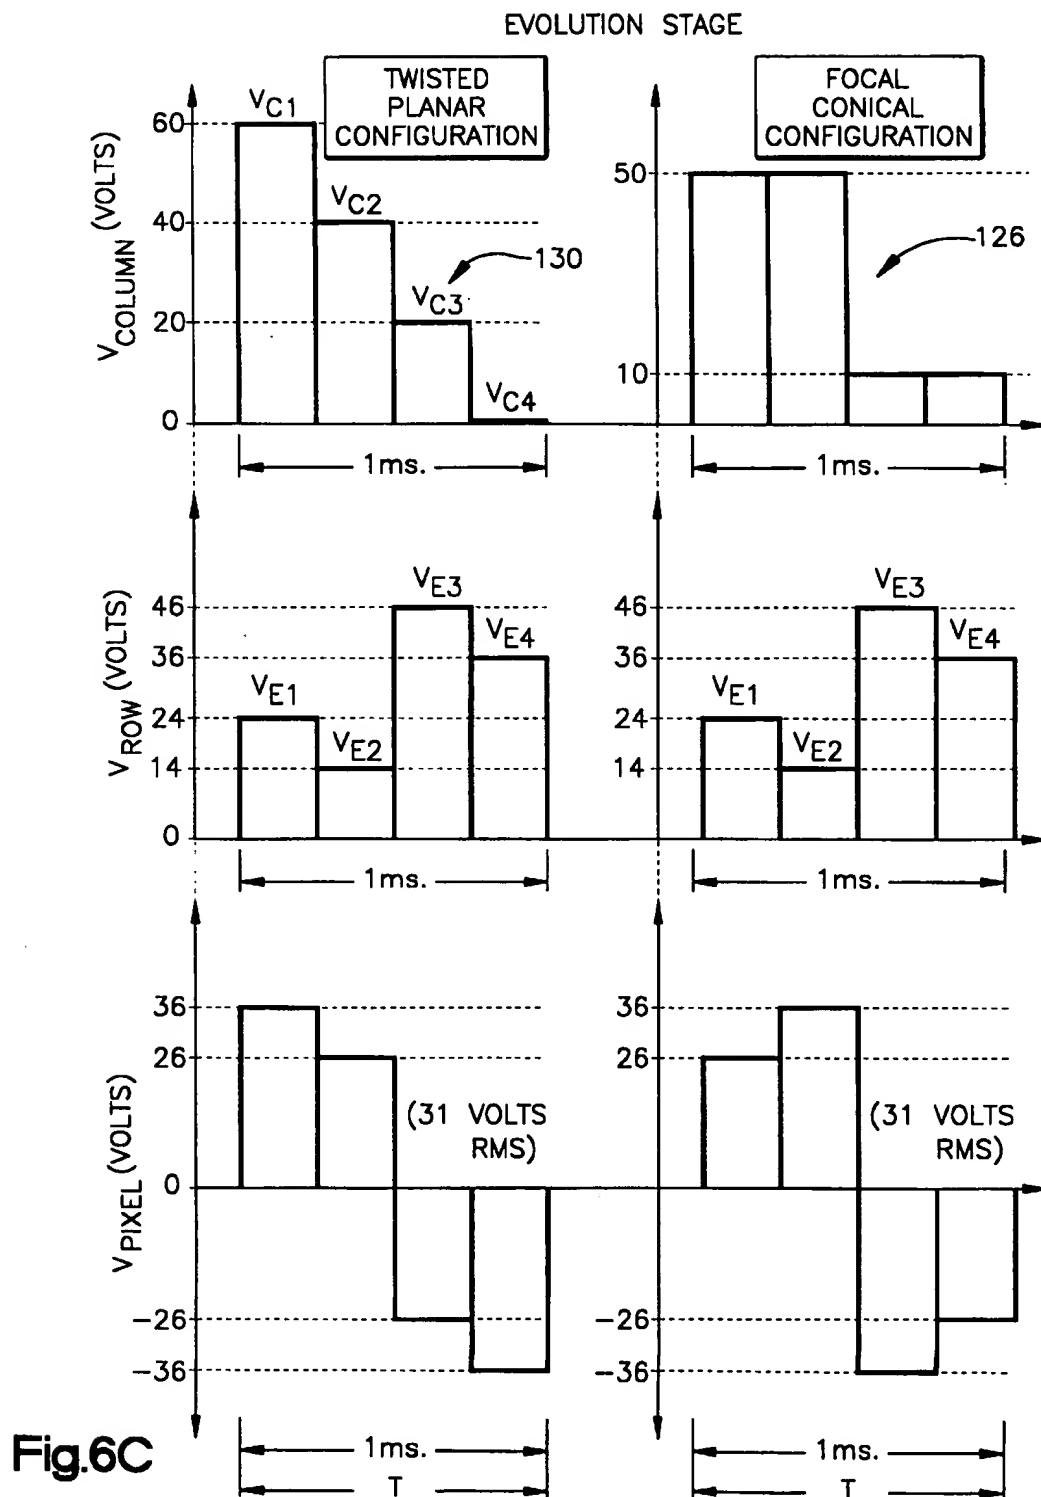 EVOLUTION STAGE
TWISTED
PLANAR
CONFIGURATION
FOCAL
CONICAL
CONFIGURATION
VCOLUMN (VOLTS)
60
40
20
0
VC1
VC2
VC3
VC4
130
1ms.
50
10
126
1ms.
VROW (VOLTS)
46
36
24
14
0
VE1
VE2
VE3
VE4
1ms.
46
36
24
14
VE1
VE2
VE3
VE4
1ms.
VPIXEL (VOLTS)
36
26
0
-26
-36
(31 VOLTS
RMS)
1ms.
T
36
26
-26
-36
(31 VOLTS
RMS)
1ms.
T
Fig.6C